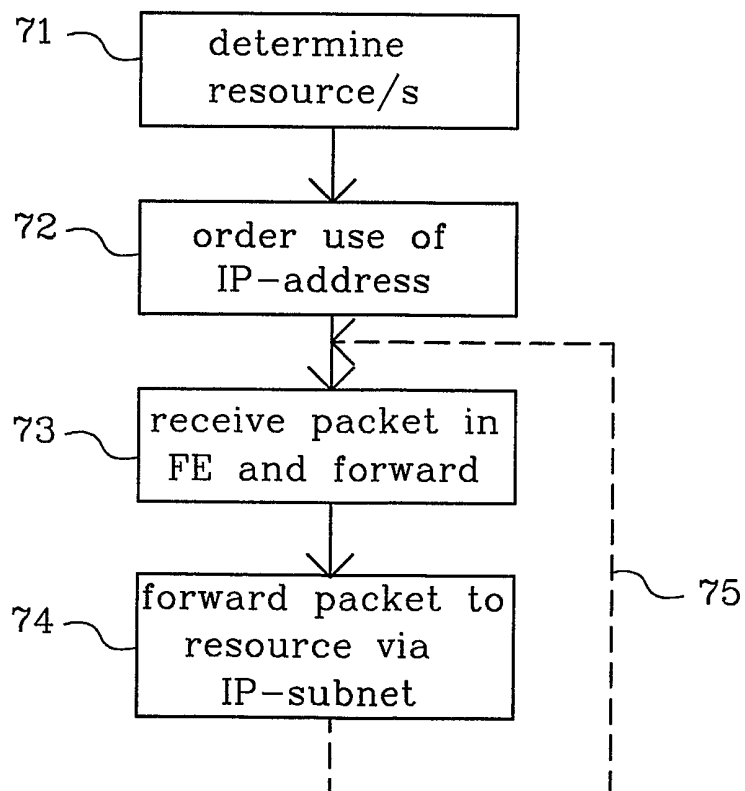 71
determine
resource/s
72
order use of
IP-address
73
receive packet in
FE and forward
74
forward packet to
resource via
IP-subnet
75